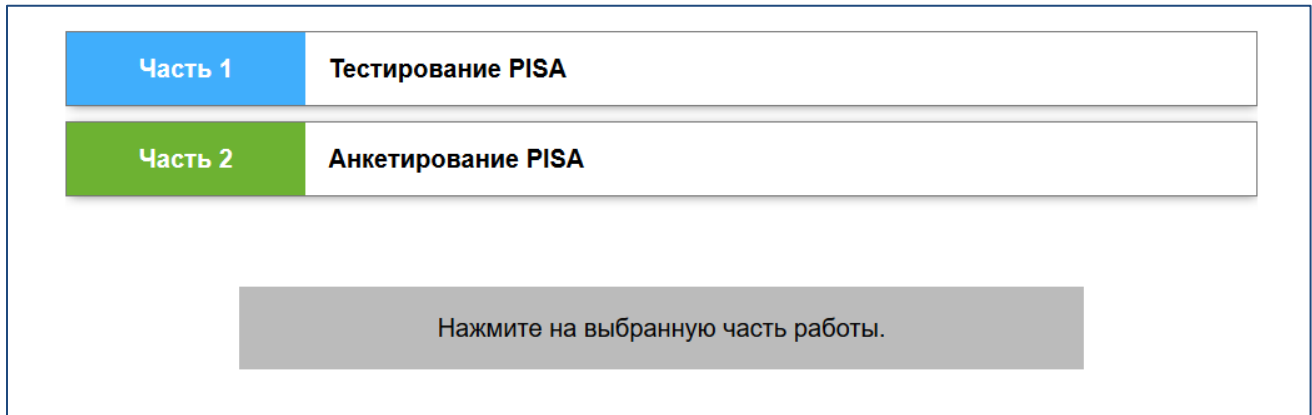 Часть 1 Тестирование PISA
Часть 2 Анкетирование PISA
Нажмите на выбранную часть работы.